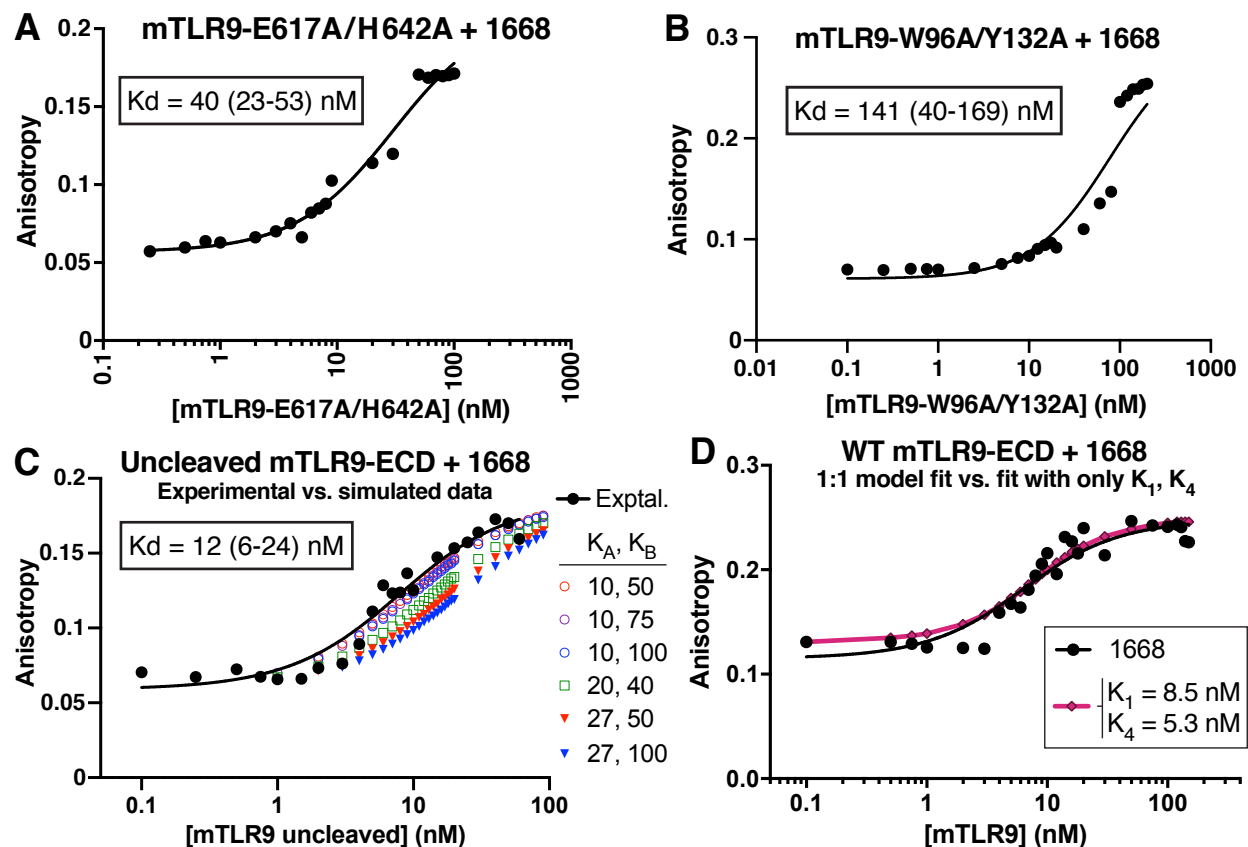 A
mTLR9-E617A/H642A + 1668
Kd = 40 (23-53) nM
Anisotropy
0.2
0.15
0.1
0.05
0
0.1
1
10
100
1000
[mTLR9-E617A/H642A] (nM)
B
mTLR9-W96A/Y132A + 1668
Kd = 141 (40-169) nM
Anisotropy
0.3
0.2
0.1
0
0.01
0.1
1
10
100
1000
[mTLR9-W96A/Y132A] (nM)
C
Uncleaved mTLR9-ECD + 1668
Experimental vs. simulated data
Kd = 12 (6-24) nM
Anisotropy
0.2
0.15
0.1
0.05
0
0.1
1
10
100
[mTLR9 uncleaved] (nM)
Exptal.
K_A, K_B
10, 50
10, 75
10, 100
20, 40
27, 50
27, 100
D
WT mTLR9-ECD + 1668
1:1 model fit vs. fit with only K_1, K_4
Anisotropy
0.3
0.2
0.1
0.0
0.1
1
10
100
[mTLR9] (nM)
1668
K_1 = 8.5 nM
K_4 = 5.3 nM